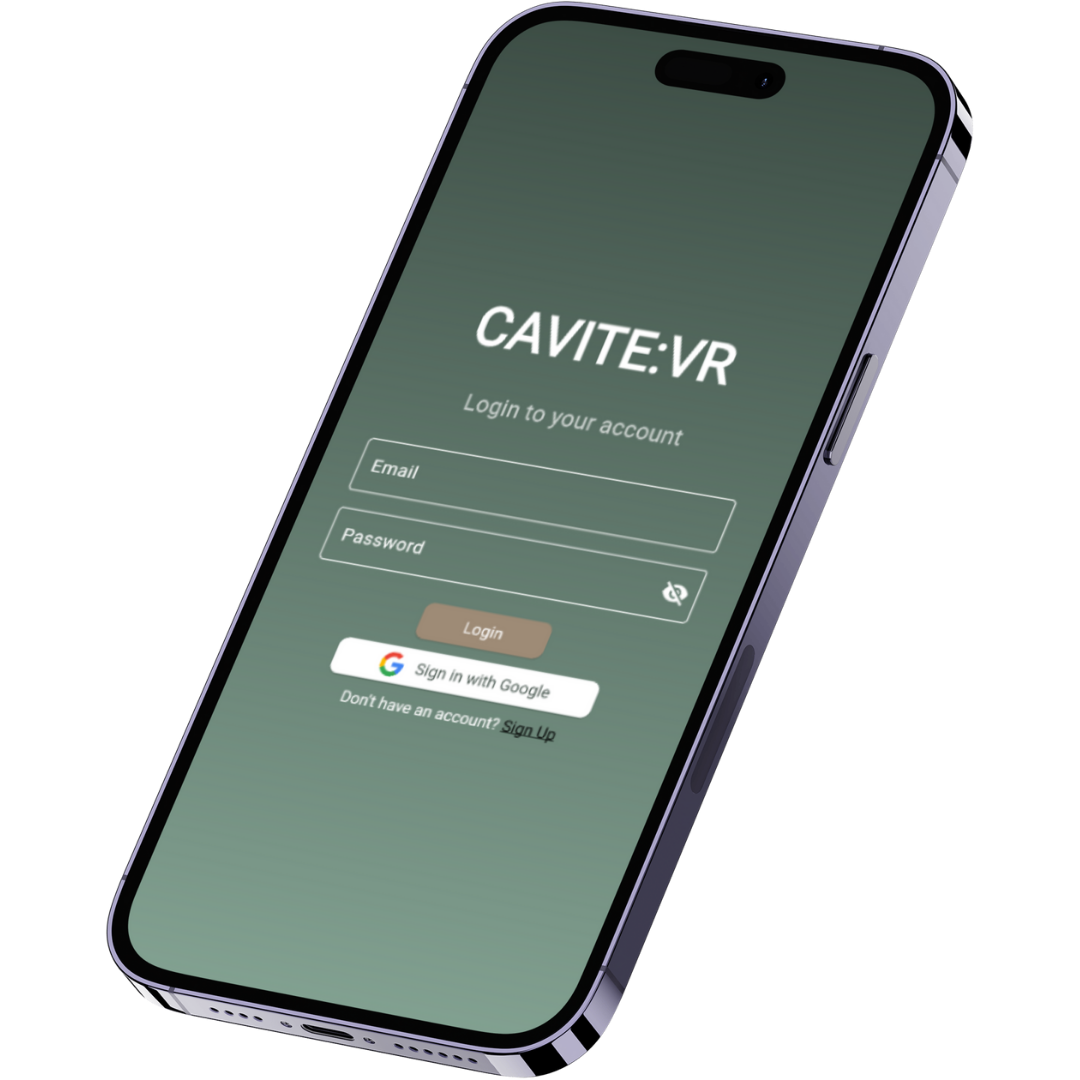 CAVITE:VR
Login to your account
Email
Password
Login
Sign in with Google
Don't have an account? Sign Up